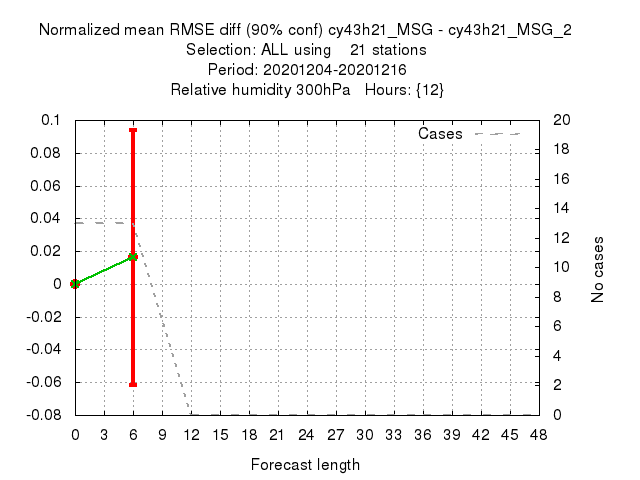 Normalized mean RMSE diff (90% conf) cy43h21_MSG - cy43h21_MSG_2
Selection: ALL using 21 stations
Period: 20201204-20201216
Relative humidity 300hPa Hours: {12}
Cases
0.1
0.08
0.06
0.04
0.02
0
-0.02
-0.04
-0.06
-0.08
20
18
16
14
12
10
8
6
4
2
0
No cases
0 3 6 9 12 15 18 21 24 27 30 33 36 39 42 45 48
Forecast length